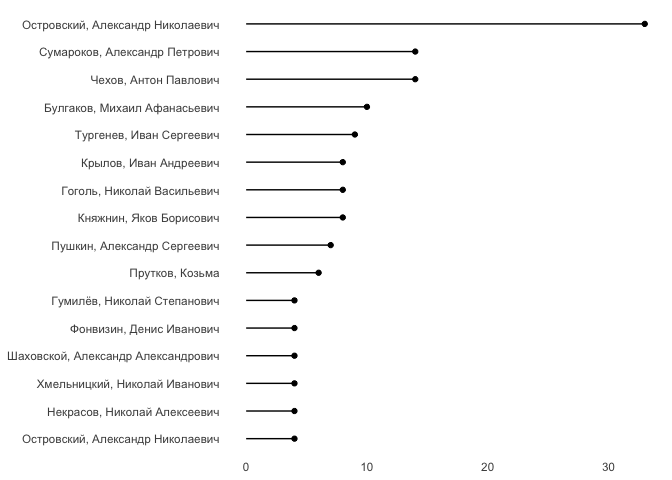 Островский, Александр Николаевич
Сумароков, Александр Петрович
Чехов, Антон Павлович
Булгаков, Михаил Афанасьевич
Тургенев, Иван Сергеевич
Крылов, Иван Андреевич
Гоголь, Николай Васильевич
Княжнин, Яков Борисович
Пушкин, Александр Сергеевич
Прутков, Козьма
Гумилёв, Николай Степанович
Фонвизин, Денис Иванович
Шаховской, Александр Александрович
Хмельницкий, Николай Иванович
Некрасов, Николай Алексеевич
Островский, Александр Николаевич
0 10 20 30